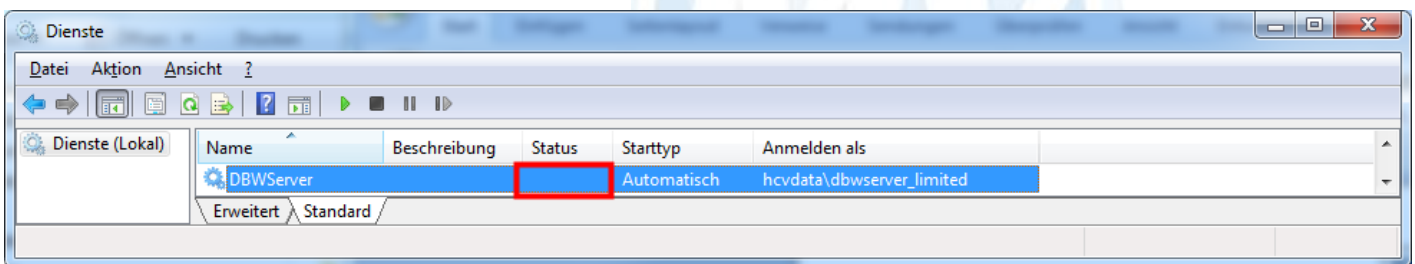 Dienste
Datei Aktion Ansicht ?
Dienste (Lokal)
Name Beschreibung Status Starttyp Anmelden als
DBWServer Automatisch hcvdata\dbwserver_limited
Erweitert Standard